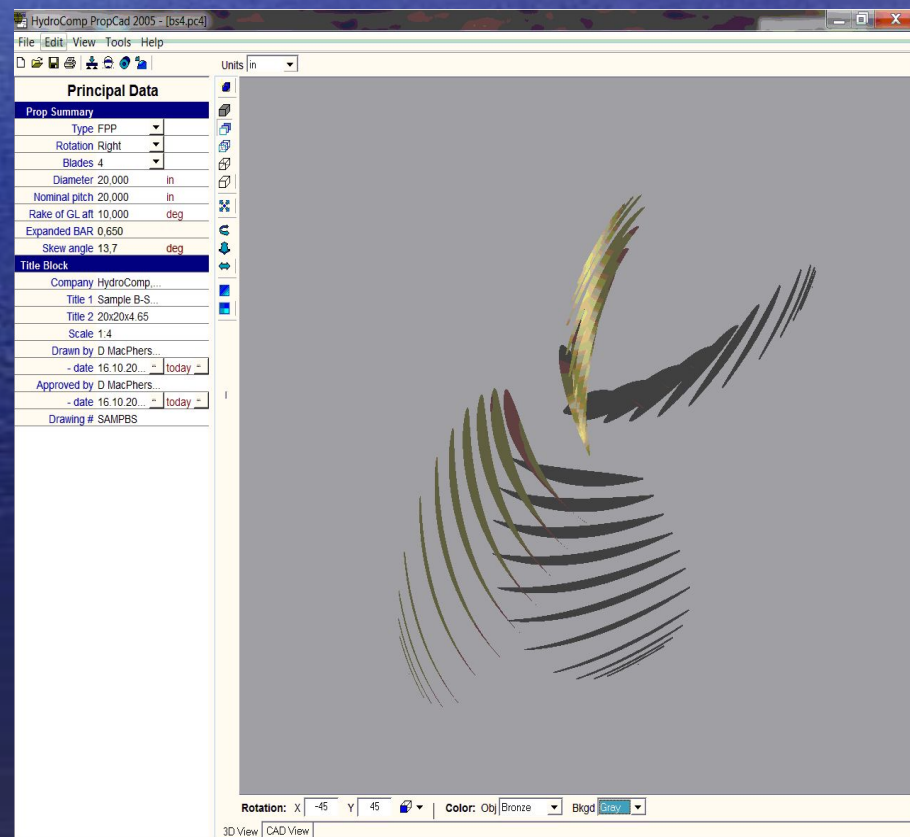 HydroComp PropCad 2005 - [bs4.pc4]
File Edit View Tools Help
Units in
Principal Data
Prop Summary
Type FPP
Rotation Right
Blades 4
Diameter 20,000 in
Nominal pitch 20,000 in
Rake of GL aft 10,000 deg
Expanded BAR 0,650
Skew angle 13,7 deg
Title Block
Company HydroComp,...
Title 1 Sample B-S...
Title 2 20x20x4.65
Scale 1:4
Drawn by D MacPhers...
- date 16.10.20... today
Approved by D MacPhers...
- date 16.10.20... today
Drawing # SAMPBS
Rotation: X -45 Y 45 Color: Obj Bronze Bkgd Gray
3D View CAD View